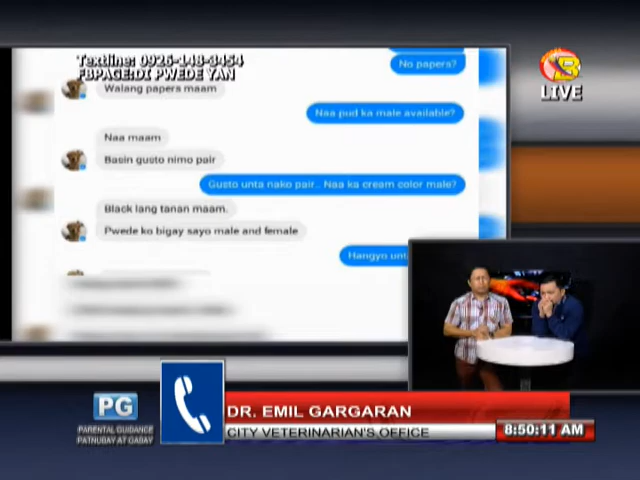 Textline: 0926-148-3454
FBPAGE:DI PWEDE YAN
LIVE
No papers?
Walang papers maam
Naa pud ka male available?
Naa maam
Basin gusto nimo pair
Gusto unta nako pair.. Naa ka cream color male?
Black lang tanan maam.
Pwede ko bigay sayo male and female
Hangyo
PG
PARENTAL GUIDANCE
PATNUBAY AT GABAY
DR. EMIL GARGARAN
CITY VETERINARIAN'S OFFICE
8:50:11 AM